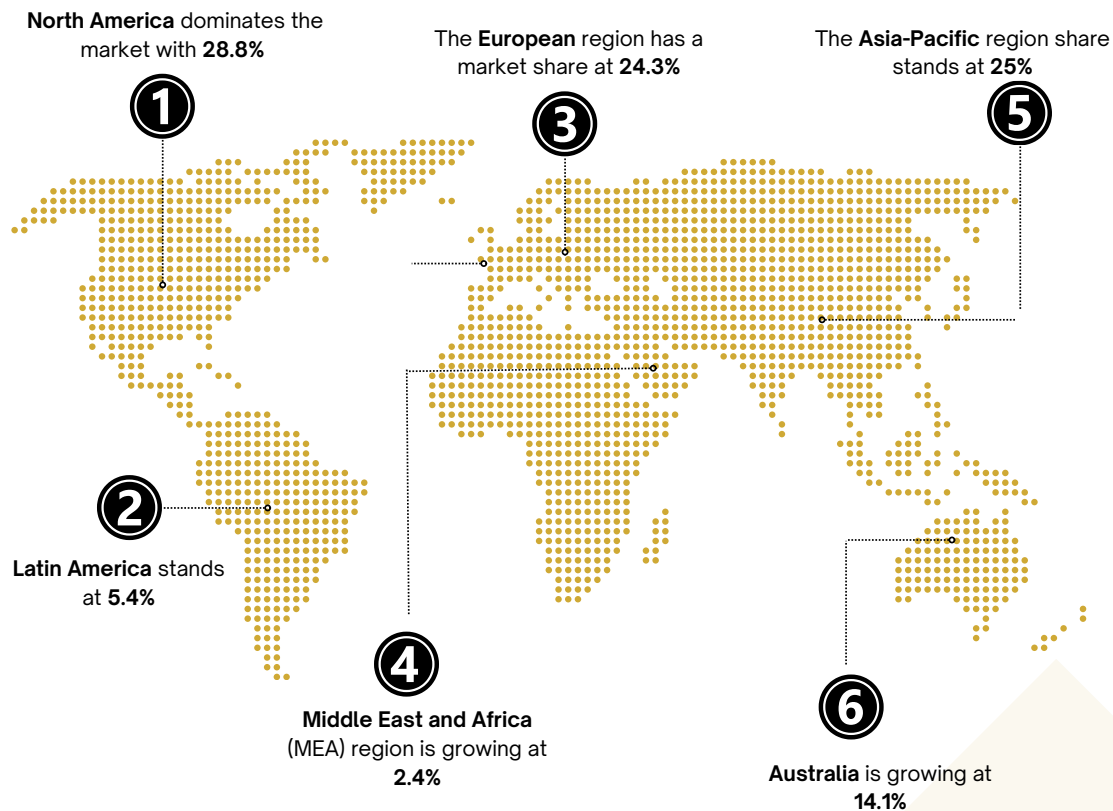 North America dominates the
market with 28.8%
1
The European region has a
market share at 24.3%
3
The Asia-Pacific region share
stands at 25%
5
2
Latin America stands
at 5.4%
4
Middle East and Africa
(MEA) region is growing at
2.4%
6
Australia is growing at
14.1%